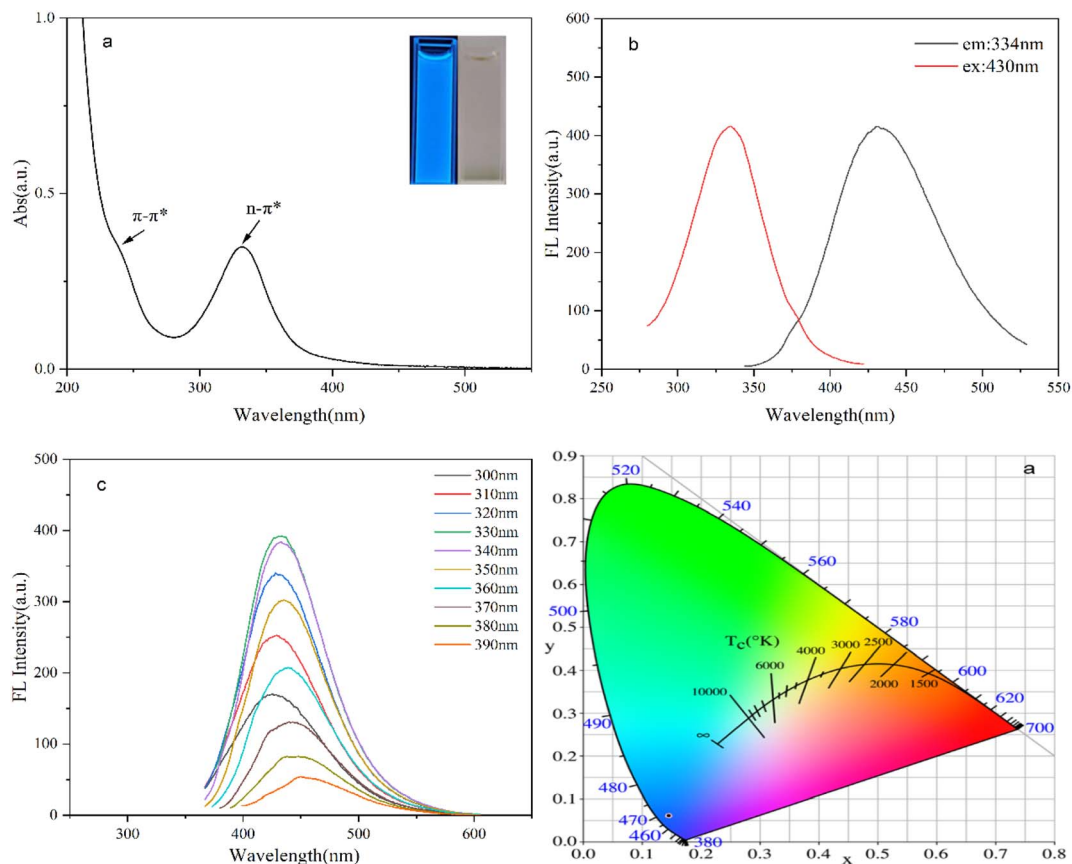 a
1.0
0.5
0.0
Abs(a.u.)
π-π*
n-π*
200
300
400
500
Wavelength(nm)
b
600
500
400
300
200
100
0
FL Intensity(a.u.)
em:334nm
ex:430nm
250
300
350
400
450
500
550
Wavelength(nm)
c
500
400
300
200
100
0
FL Intensity(a.u.)
300nm
310nm
320nm
330nm
340nm
350nm
360nm
370nm
380nm
390nm
300
400
500
600
Wavelength(nm)
a
0.9
0.8
0.7
0.6
0.5
0.4
0.3
0.2
0.1
0.0
y
520
540
560
500
580
Tc(°K)
4000
3000
2500
6000
600
10000
2000
1500
620
490
∞
700
480
470
460
380
0.0
0.1
0.2
0.3
0.4
0.5
0.6
0.7
0.8
x